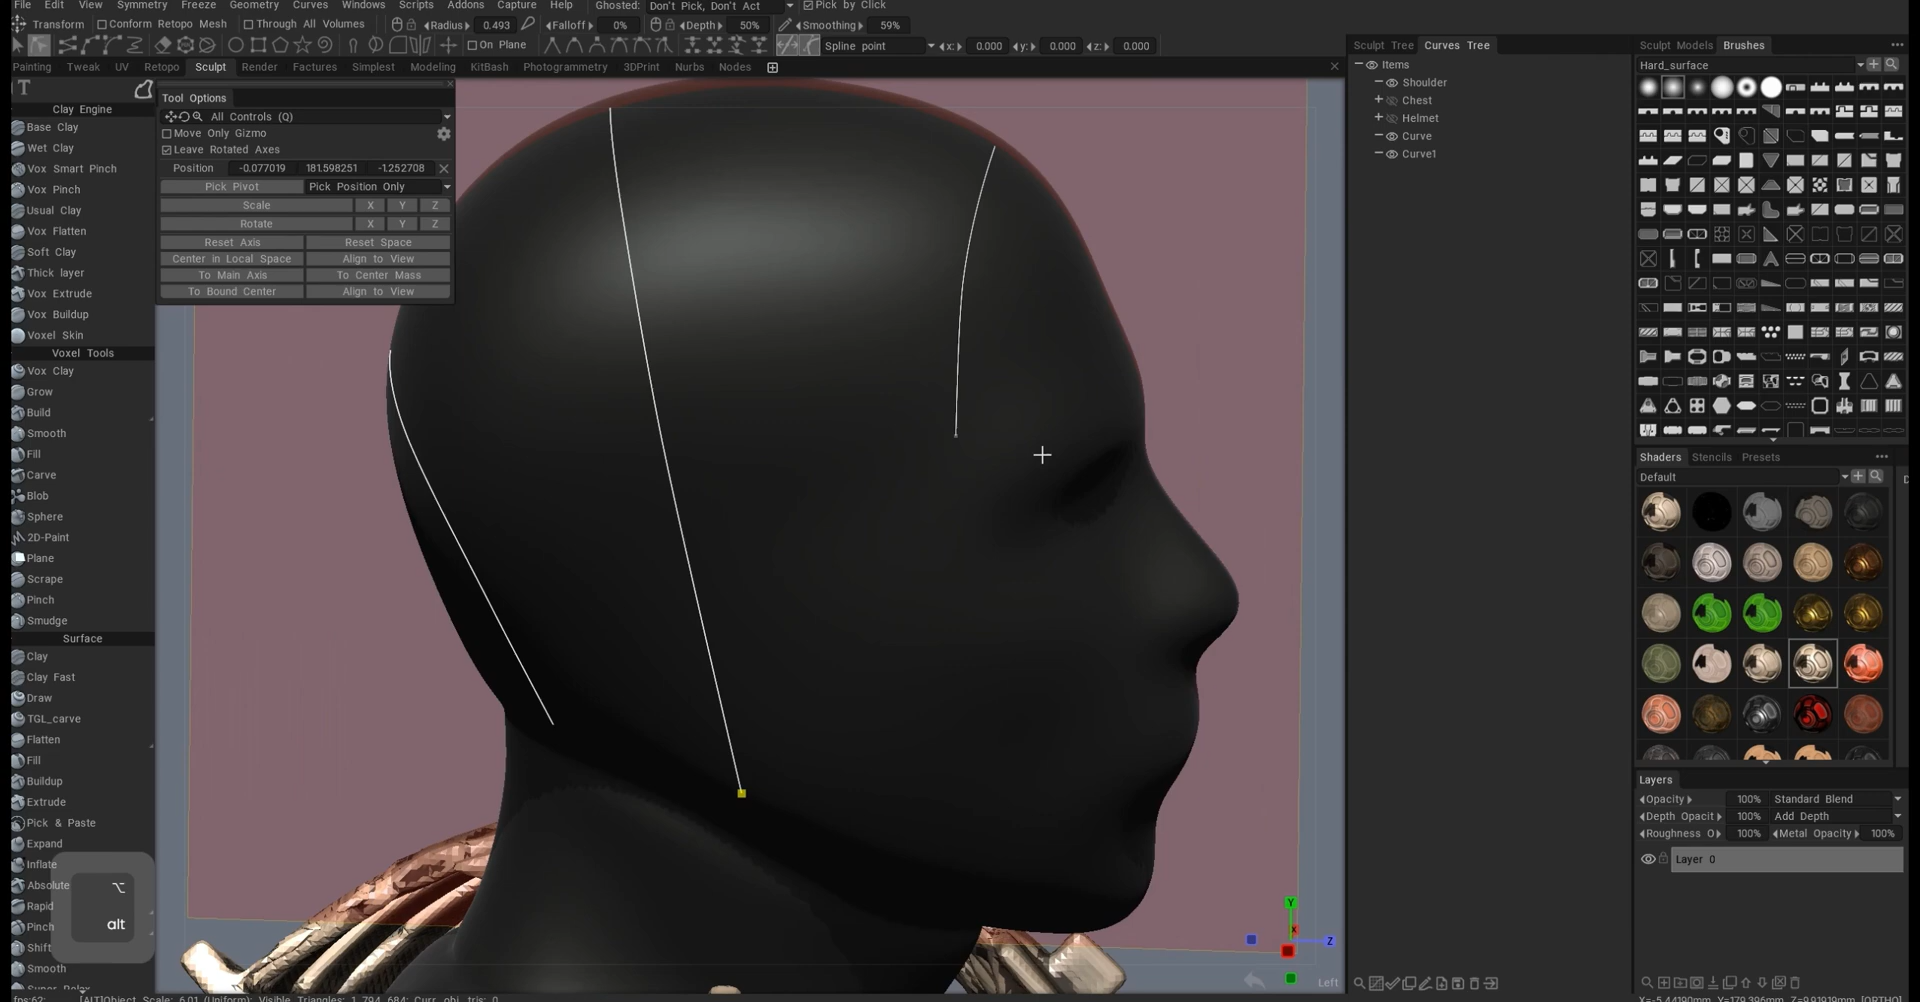 File Edit View Symmetry Freeze Geometry Curves Windows Scripts Addons Capture Help Ghosted: Don't Pick, Don't Act Pick by Click
Transform Conform Retopo Mesh Through All Volumes Radius 0.493 Falloff 0% Depth 50% Smoothing 59%
On Plane Spline point x: 0.000 y: 0.000 z: 0.000
Painting Tweak UV Retopo Sculpt Render Factures Simplest Modeling KitBash Photogrammetry 3DPrint Nurbs Nodes
T
Clay Engine
Base Clay
Wet Clay
Vox Smart Pinch
Vox Pinch
Usual Clay
Vox Flatten
Soft Clay
Thick layer
Vox Extrude
Vox Buildup
Voxel Skin
Voxel Tools
Vox Clay
Grow
Build
Smooth
Fill
Carve
Blob
Sphere
2D-Paint
Plane
Scrape
Pinch
Smudge
Surface
Clay
Clay Fast
Draw
TGL_carve
Flatten
Fill
Buildup
Extrude
Pick & Paste
Expand
Inflate
Absolute
Rapid
Pinch
Shift
Smooth
alt
Tool Options
All Controls (Q)
Move Only Gizmo
Leave Rotated Axes
Position -0.077019 181.598251 -1.252708
Pick Pivot Pick Position Only
Scale X Y Z
Rotate X Y Z
Reset Axis Reset Space
Center in Local Space Align to View
To Main Axis To Center Mass
To Bound Center Align to View
Y
X
Z
Left
Sculpt Tree Curves Tree
Items
Shoulder
Chest
Helmet
Curve
Curve1
Sculpt Models Brushes
Hard_surface
Shaders Stencils Presets
Default
Layers
Opacity 100% Standard Blend
Depth Opacit 100% Add Depth
Roughness O 100% Metal Opacity 100%
Layer 0